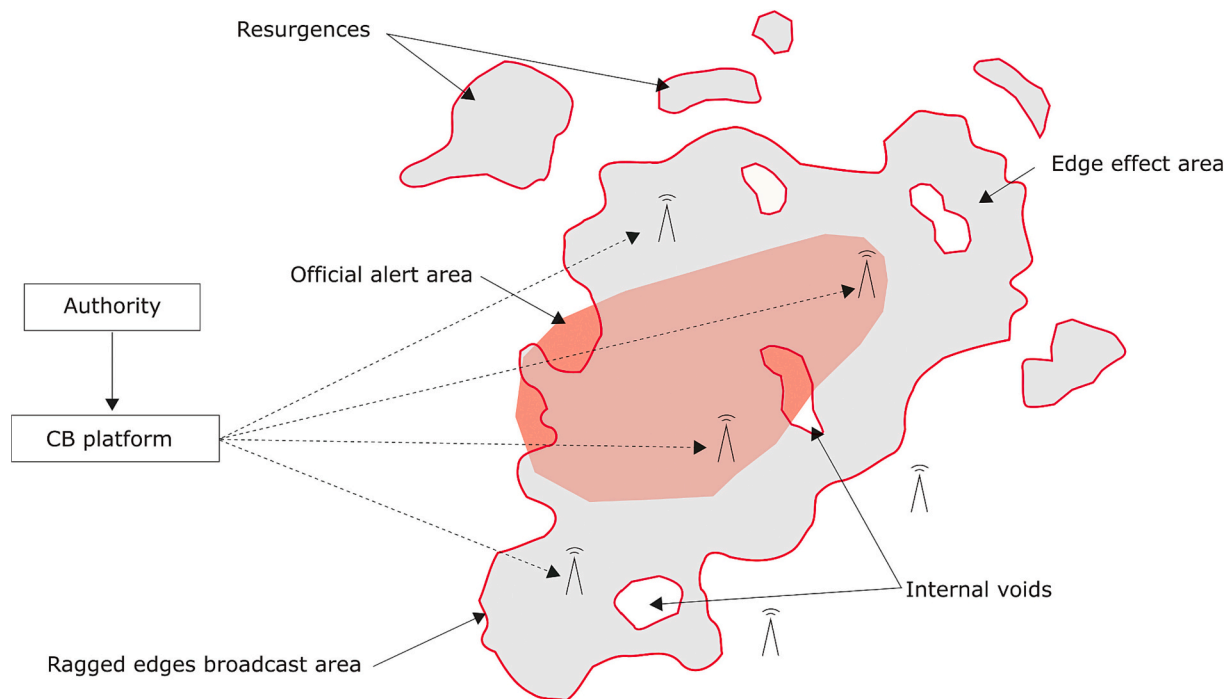 Resurgences
Edge effect area
Official alert area
Authority
CB platform
Internal voids
Ragged edges broadcast area